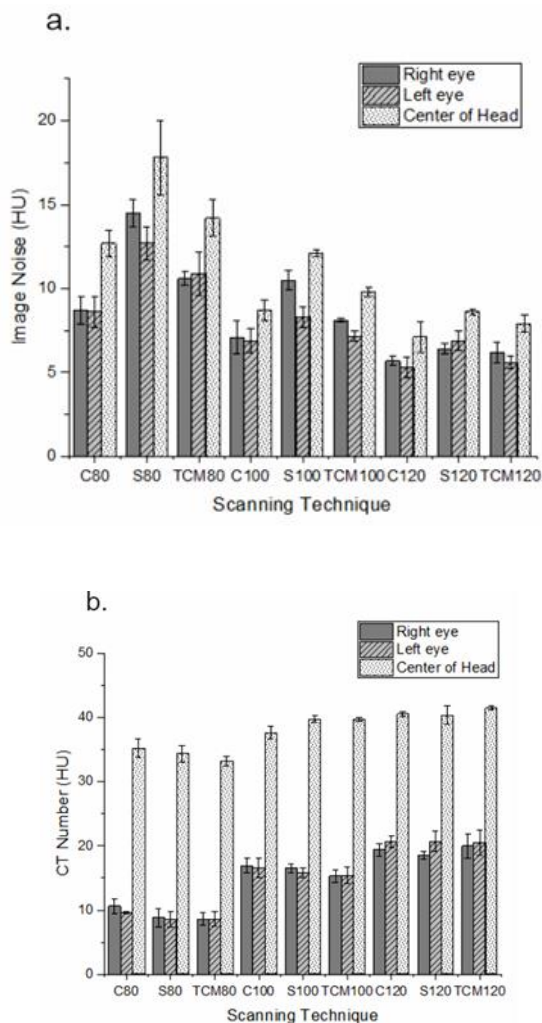 a.
Right eye
Left eye
Center of Head
20
15
10
5
0
Image Noise (HU)
C80 S80 TCM80 C100 S100 TCM100 C120 S120 TCM120
Scanning Technique
b.
Right eye
Left eye
Center of Head
50
40
30
20
10
0
CT Number (HU)
C80 S80 TCM80 C100 S100 TCM100 C120 S120 TCM120
Scanning Technique